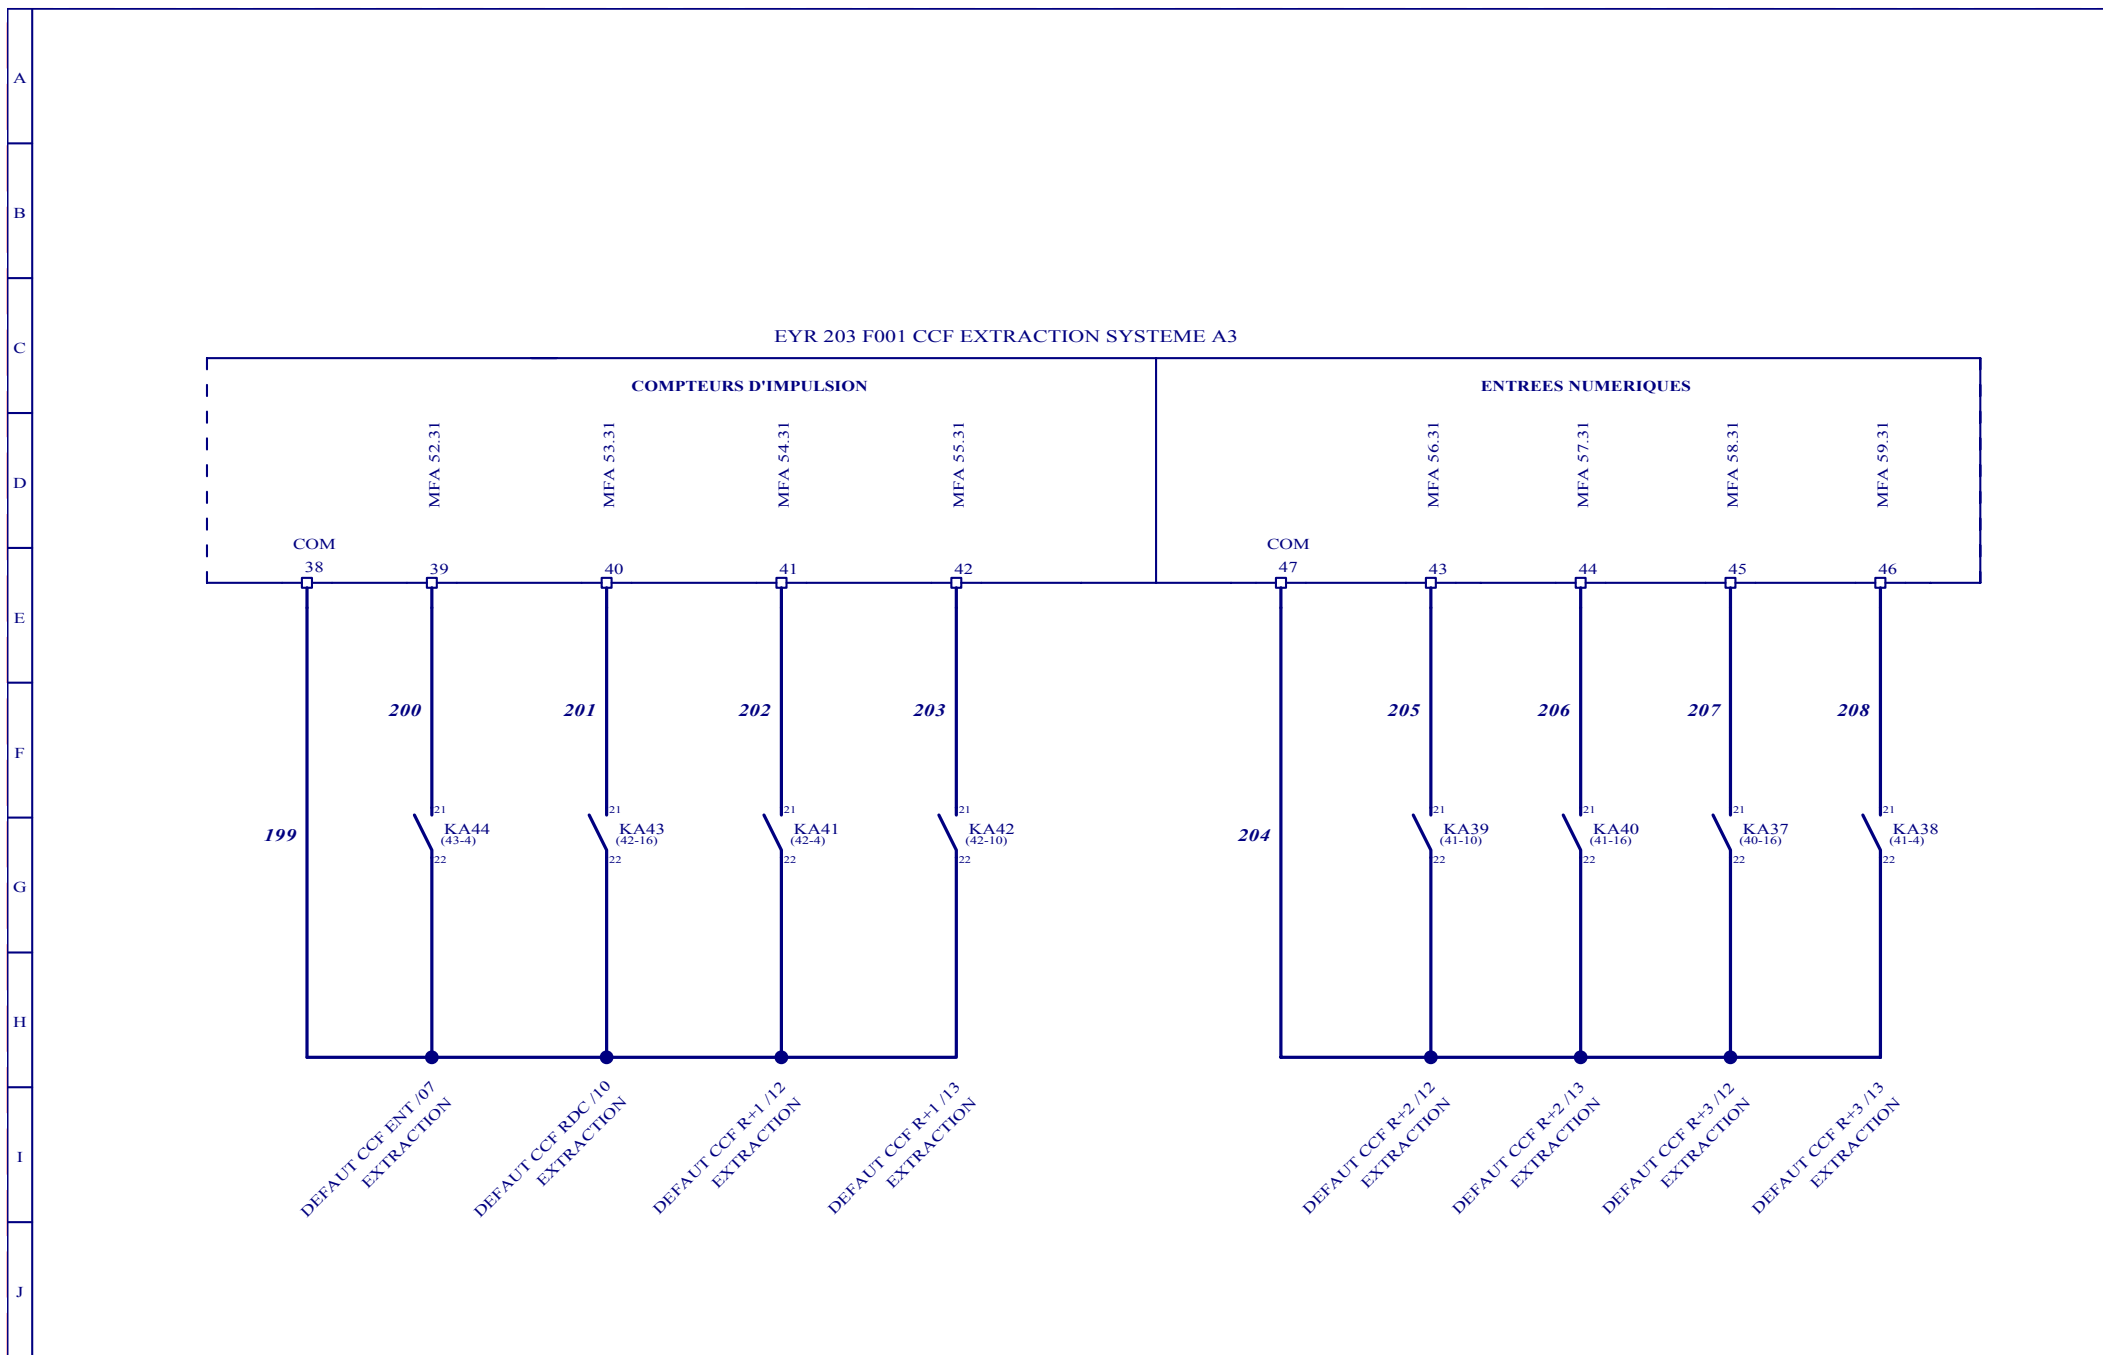 A
B
C
D
E
F
G
H
I
J
EYR 203 F001 CCF EXTRACTION SYSTEME A3
COMPTEURS D'IMPULSION
ENTREES NUMERIQUES
MFA 52.31
MFA 53.31
MFA 54.31
MFA 55.31
MFA 56.31
MFA 57.31
MFA 58.31
MFA 59.31
COM
COM
38
39
40
41
42
47
43
44
45
46
200
201
202
203
205
206
207
208
199
204
21
KA44
(43-4)
22
21
KA43
(42-16)
22
21
KA41
(42-4)
22
21
KA42
(42-10)
22
21
KA39
(41-10)
22
21
KA40
(41-16)
22
21
KA37
(40-16)
22
21
KA38
(41-4)
22
DEFAUT CCF ENT /07
EXTRACTION
DEFAUT CCF RDC /10
EXTRACTION
DEFAUT CCF R+1 /12
EXTRACTION
DEFAUT CCF R+1 /13
EXTRACTION
DEFAUT CCF R+2 /12
EXTRACTION
DEFAUT CCF R+2 /13
EXTRACTION
DEFAUT CCF R+3 /12
EXTRACTION
DEFAUT CCF R+3 /13
EXTRACTION